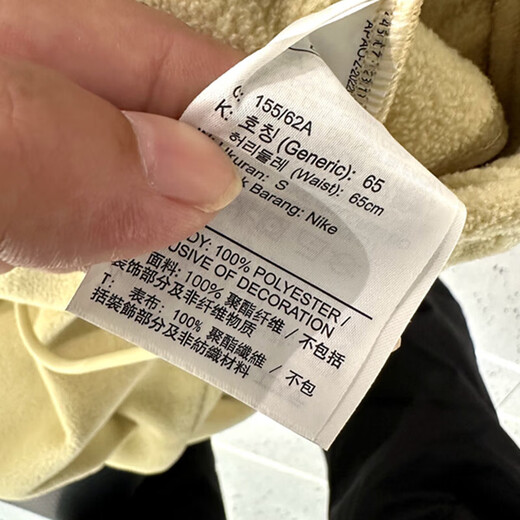 C: 155/62A
K: 호칭 (Generic): 65
허리둘레 (Waist): 65cm
Ukuran: S
k Barang: Nike
DY: 100% POLYESTER /
USIVE OF DECORATION
面料: 100% 聚酯纤维 / 不包括
装饰部分及非纤维物质
T: 表布: 100% 聚酯纖維 / 不包
括裝飾部分及非紡織材料